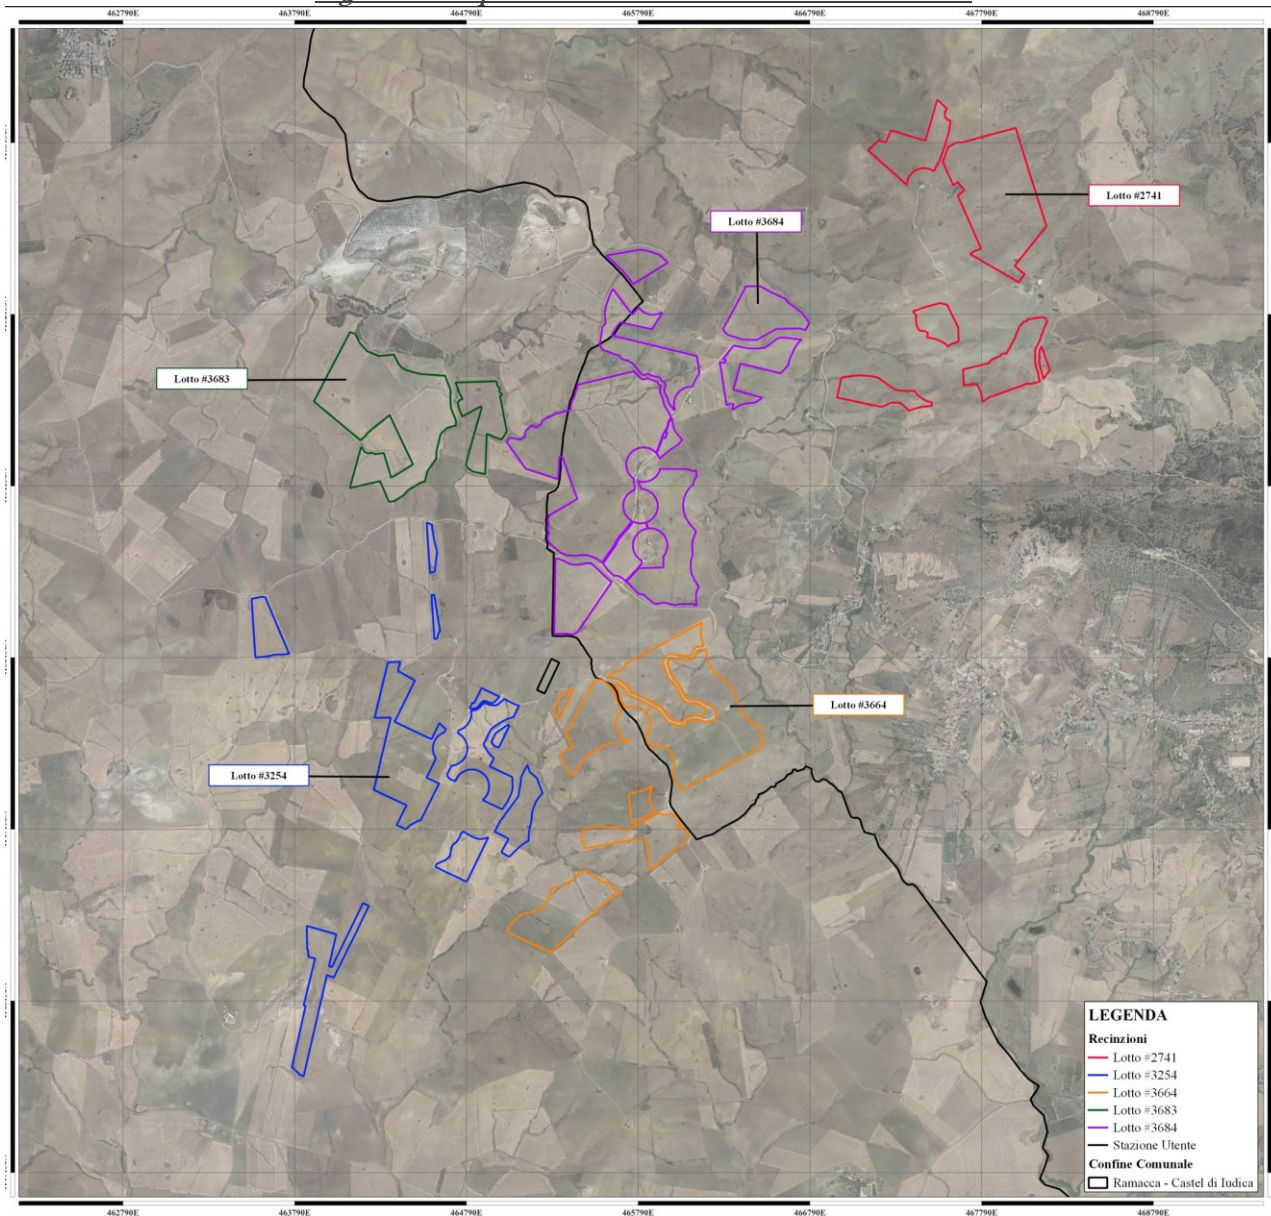 462790E 463790E 464790E 465790E 466790E 467790E 468790E
Lotto #2741
Lotto #3684
Lotto #3683
Lotto #3664
Lotto #3254
LEGENDA
Recinzioni
Lotto #2741
Lotto #3254
Lotto #3664
Lotto #3683
Lotto #3684
Stazione Utente
Confine Comunale
Ramacca - Castel di Iudica
462790E 463790E 464790E 465790E 466790E 467790E 468790E